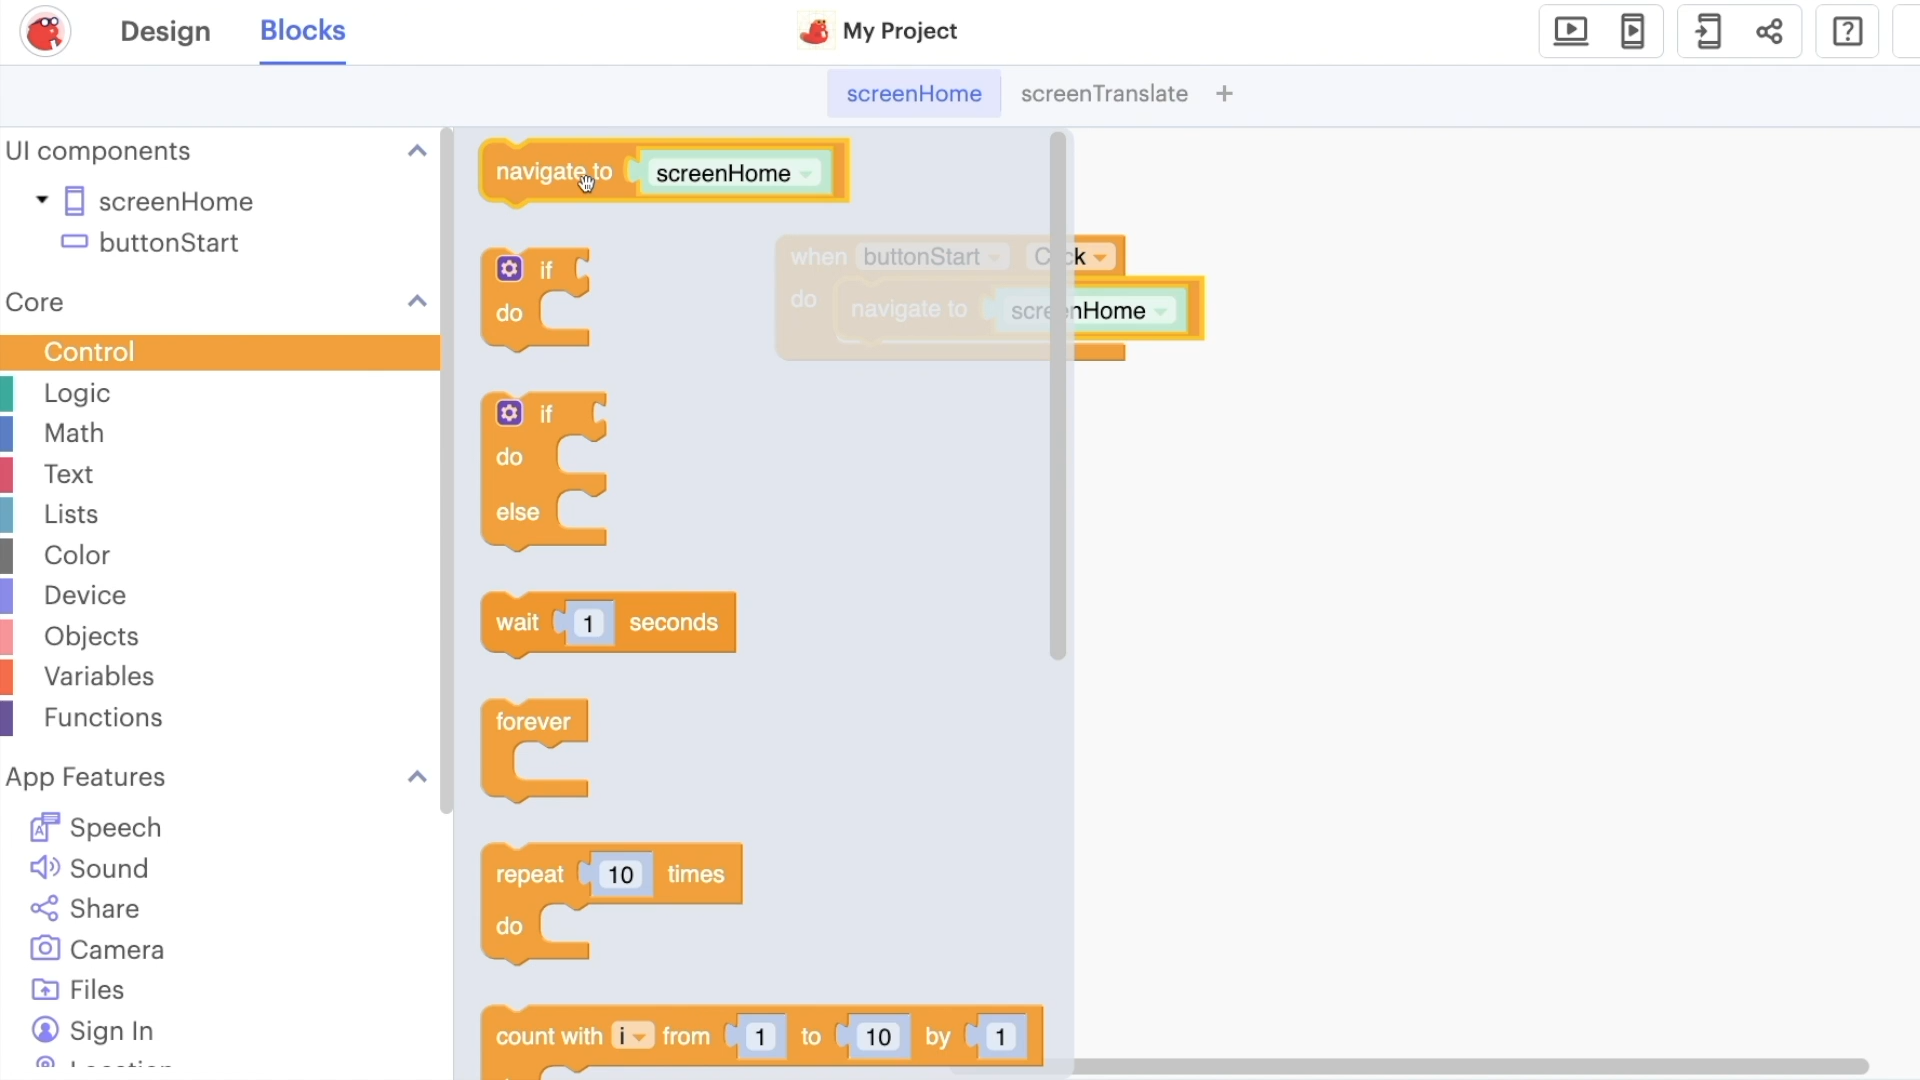 Design Blocks My Project
screenHome screenTranslate +
UI components
screenHome
buttonStart
Core
Control
Logic
Math
Text
Lists
Color
Device
Objects
Variables
Functions
App Features
Speech
Sound
Share
Camera
Files
Sign In
Location
navigate to screenHome
if
do
if
do
else
wait 1 seconds
forever
repeat 10 times
do
count with i from 1 to 10 by 1
when buttonStart Click
do navigate to screenHome